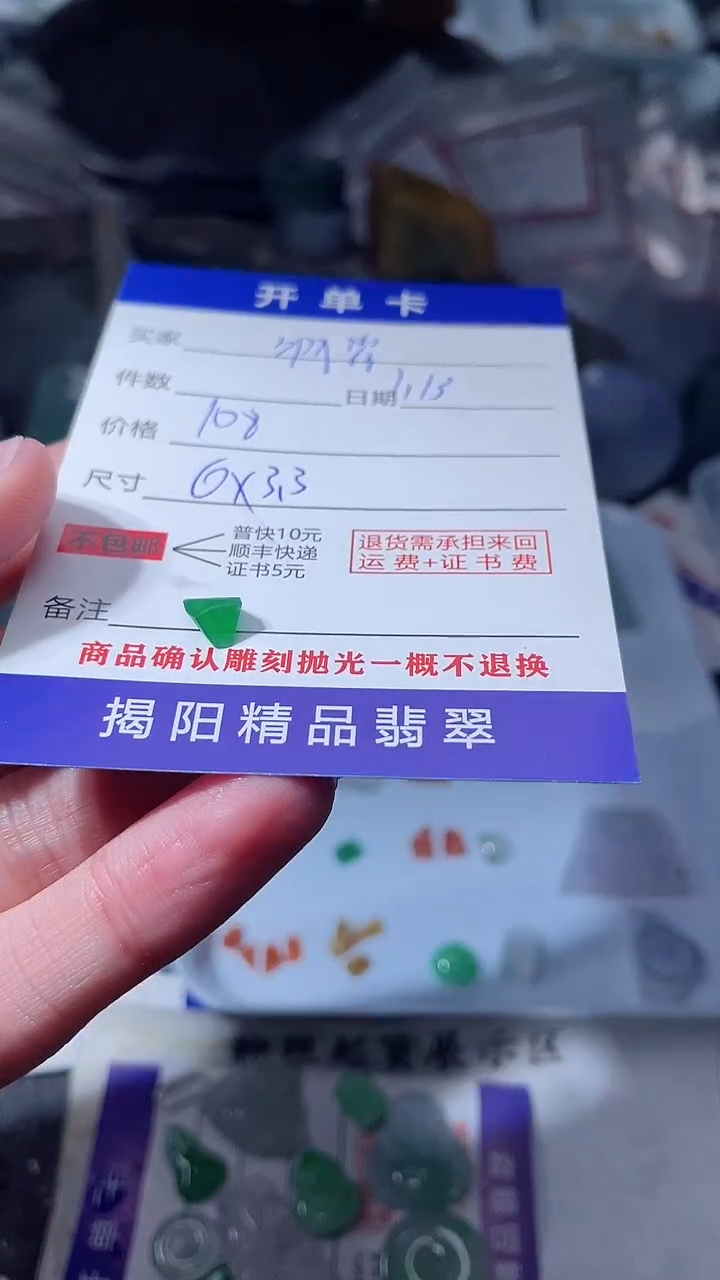 开单卡
买家
件数 日期 1.13
价格 108
尺寸 6X3.3
不包邮
普快10元
顺丰快递
证书5元
退货需承担来回
运费+证书费
备注
商品确认雕刻抛光一概不退换
揭阳精品翡翠